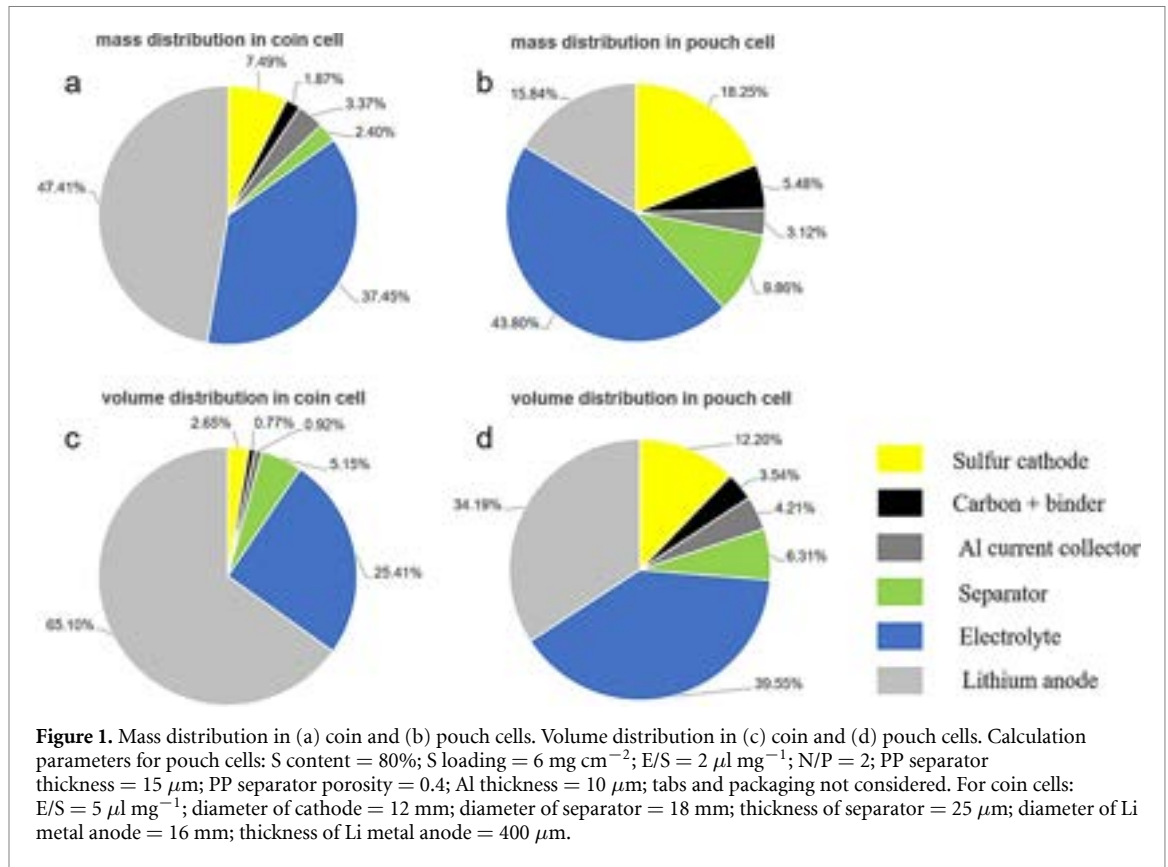 mass distribution in coin cell
a
7.49%
1.87%
3.37%
2.40%
37.45%
47.41%
mass distribution in pouch cell
b
15.84%
18.25%
5.48%
3.12%
9.86%
43.80%
volume distribution in coin cell
c
2.65%
0.77%
0.92%
5.15%
25.41%
65.10%
volume distribution in pouch cell
d
12.20%
3.54%
4.21%
6.31%
39.55%
34.19%
Sulfur cathode
Carbon + binder
Al current collector
Separator
Electrolyte
Lithium anode
Figure 1. Mass distribution in (a) coin and (b) pouch cells. Volume distribution in (c) coin and (d) pouch cells. Calculation
parameters for pouch cells: S content = 80%; S loading = 6 mg cm⁻²; E/S = 2 μl mg⁻¹; N/P = 2; PP separator
thickness = 15 μm; PP separator porosity = 0.4; Al thickness = 10 μm; tabs and packaging not considered. For coin cells:
E/S = 5 μl mg⁻¹; diameter of cathode = 12 mm; diameter of separator = 18 mm; thickness of separator = 25 μm; diameter of Li
metal anode = 16 mm; thickness of Li metal anode = 400 μm.